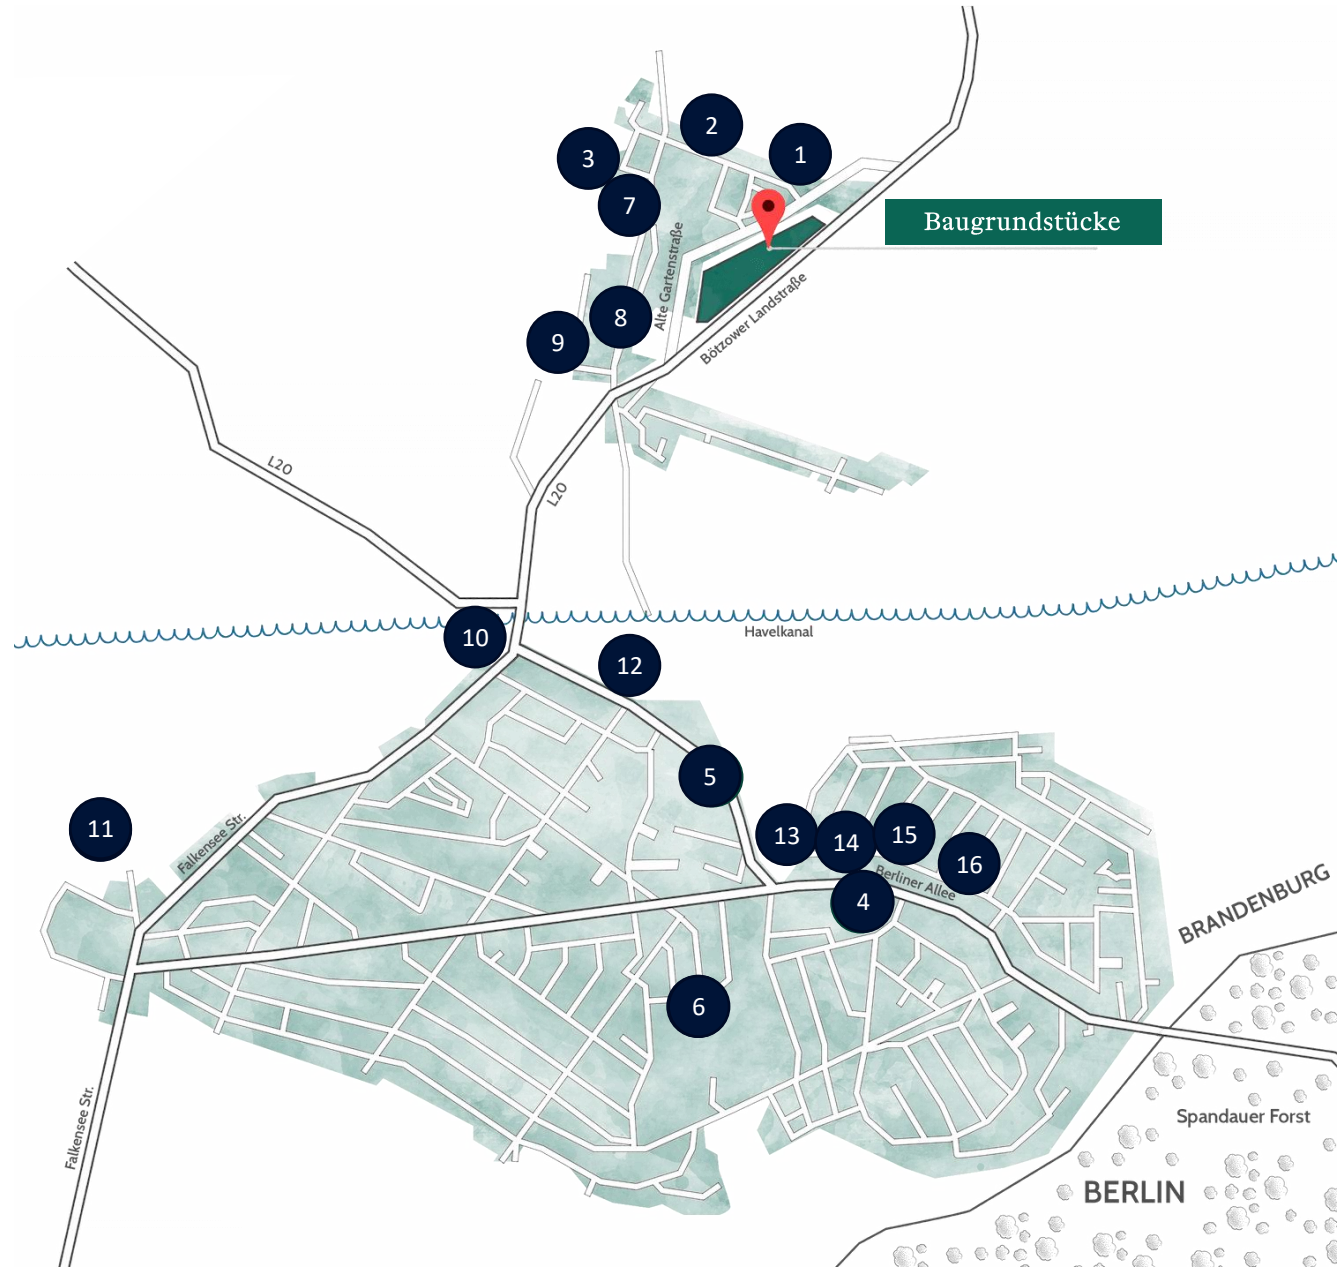 2
1
3
7
Baugrundstücke
Alte Gartenstraße
8
9
Bötzower Landstraße
L20
L20
Havelkanal
10
12
5
11
Falkensee Str.
13
14
15
16
Berliner Allee
4
BRANDENBURG
6
Falkensee Str.
Spandauer Forst
BERLIN